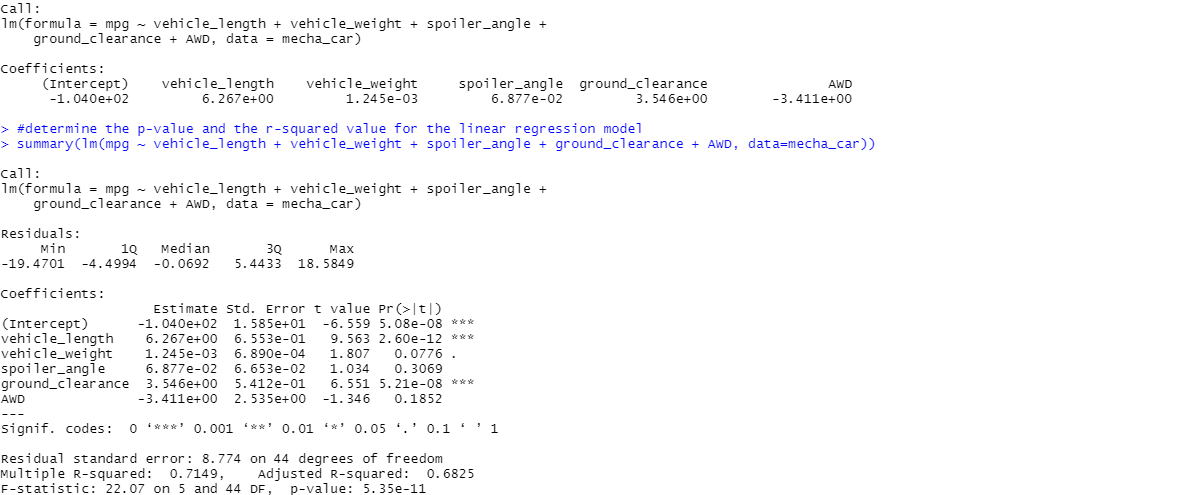 Call:
lm(formula = mpg ~ vehicle_length + vehicle_weight + spoiler_angle +
    ground_clearance + AWD, data = mecha_car)

Coefficients:
     (Intercept)    vehicle_length    vehicle_weight     spoiler_angle  ground_clearance               AWD
      -1.040e+02         6.267e+00         1.245e-03         6.877e-02         3.546e+00        -3.411e+00

> #determine the p-value and the r-squared value for the linear regression model
> summary(lm(mpg ~ vehicle_length + vehicle_weight + spoiler_angle + ground_clearance + AWD, data=mecha_car))

Call:
lm(formula = mpg ~ vehicle_length + vehicle_weight + spoiler_angle +
    ground_clearance + AWD, data = mecha_car)

Residuals:
     Min       1Q   Median       3Q      Max
-19.4701  -4.4994  -0.0692   5.4433  18.5849

Coefficients:
                   Estimate Std. Error t value Pr(>|t|)
(Intercept)      -1.040e+02  1.585e+01  -6.559 5.08e-08 ***
vehicle_length    6.267e+00  6.553e-01   9.563 2.60e-12 ***
vehicle_weight    1.245e-03  6.890e-04   1.807   0.0776 .
spoiler_angle     6.877e-02  6.653e-02   1.034   0.3069
ground_clearance  3.546e+00  5.412e-01   6.551 5.21e-08 ***
AWD              -3.411e+00  2.535e+00  -1.346   0.1852
---
Signif. codes:  0 ‘***’ 0.001 ‘**’ 0.01 ‘*’ 0.05 ‘.’ 0.1 ‘ ’ 1

Residual standard error: 8.774 on 44 degrees of freedom
Multiple R-squared:  0.7149,    Adjusted R-squared:  0.6825
F-statistic: 22.07 on 5 and 44 DF,  p-value: 5.35e-11